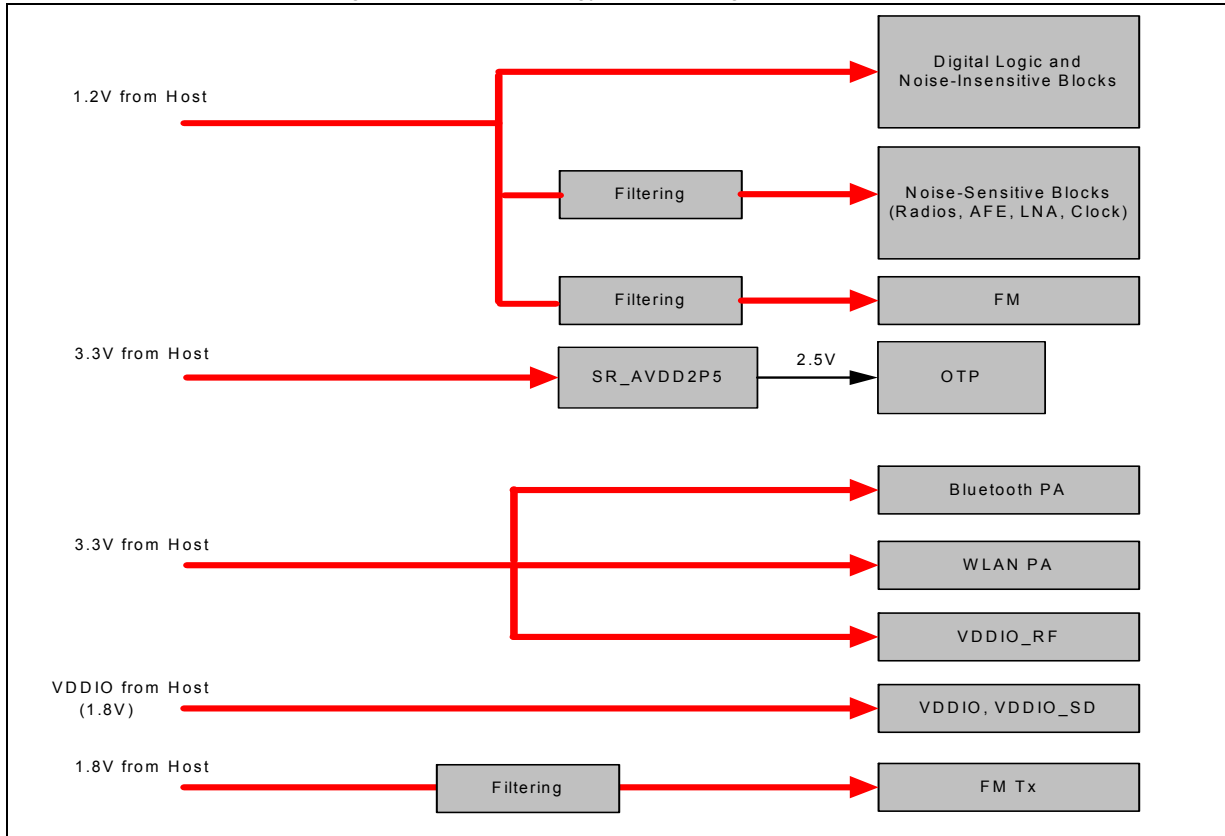 Digital Logic and
Noise-Insensitive Blocks
1.2V from Host
Filtering
Noise-Sensitive Blocks
(Radios, AFE, LNA, Clock)
Filtering
FM
3.3V from Host
SR_AVDD2P5
2.5V
OTP
Bluetooth PA
3.3V from Host
WLAN PA
VDDIO_RF
VDDIO from Host
(1.8V)
VDDIO, VDDIO_SD
1.8V from Host
Filtering
FM Tx